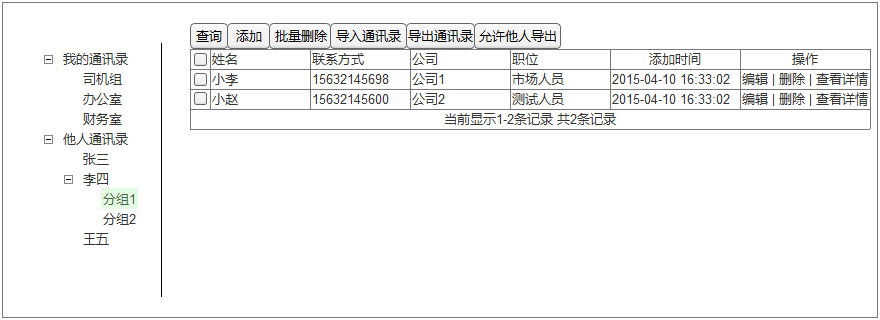 我的通讯录
司机组
办公室
财务室
他人通讯录
张三
李四
分组1
分组2
王五
查询 添加 批量删除 导入通讯录 导出通讯录 允许他人导出
姓名 联系方式 公司 职位 添加时间 操作
小李 15632145698 公司1 市场人员 2015-04-10 16:33:02 编辑 | 删除 | 查看详情
小赵 15632145600 公司2 测试人员 2015-04-10 16:33:02 编辑 | 删除 | 查看详情
当前显示1-2条记录 共2条记录